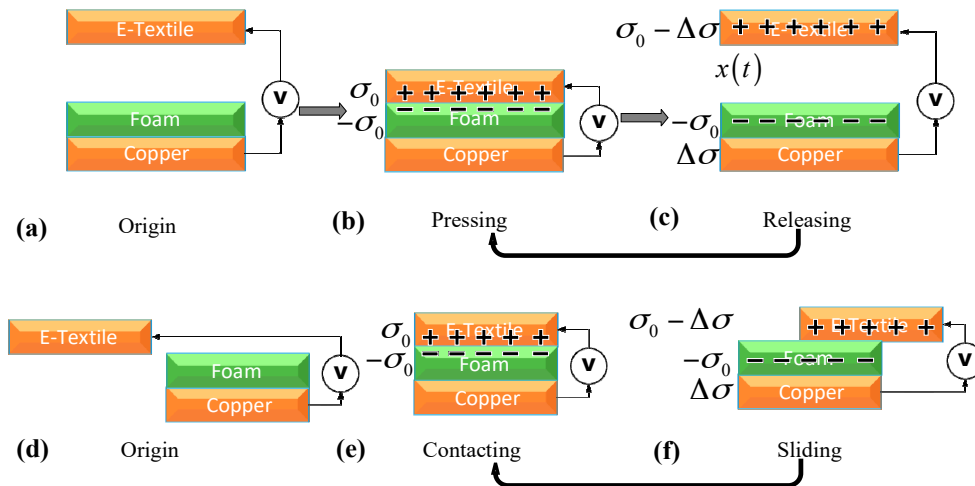 E-Textile
Foam
Copper
V
(a) Origin
σ₀
−σ₀
E-Textile
+ + + + + +
− − − − − −
Foam
Copper
V
(b) Pressing
σ₀ − Δσ
E-Textile
+ + + + + +
x(t)
−σ₀
Foam
− − − − − −
Δσ
Copper
V
(c) Releasing
E-Textile
Foam
Copper
V
(d) Origin
σ₀
−σ₀
E-Textile
+ + + + +
− − − − −
Foam
Copper
V
(e) Contacting
σ₀ − Δσ
E-Textile
+ + + + +
−σ₀
Foam
− − − − −
Δσ
Copper
V
(f) Sliding